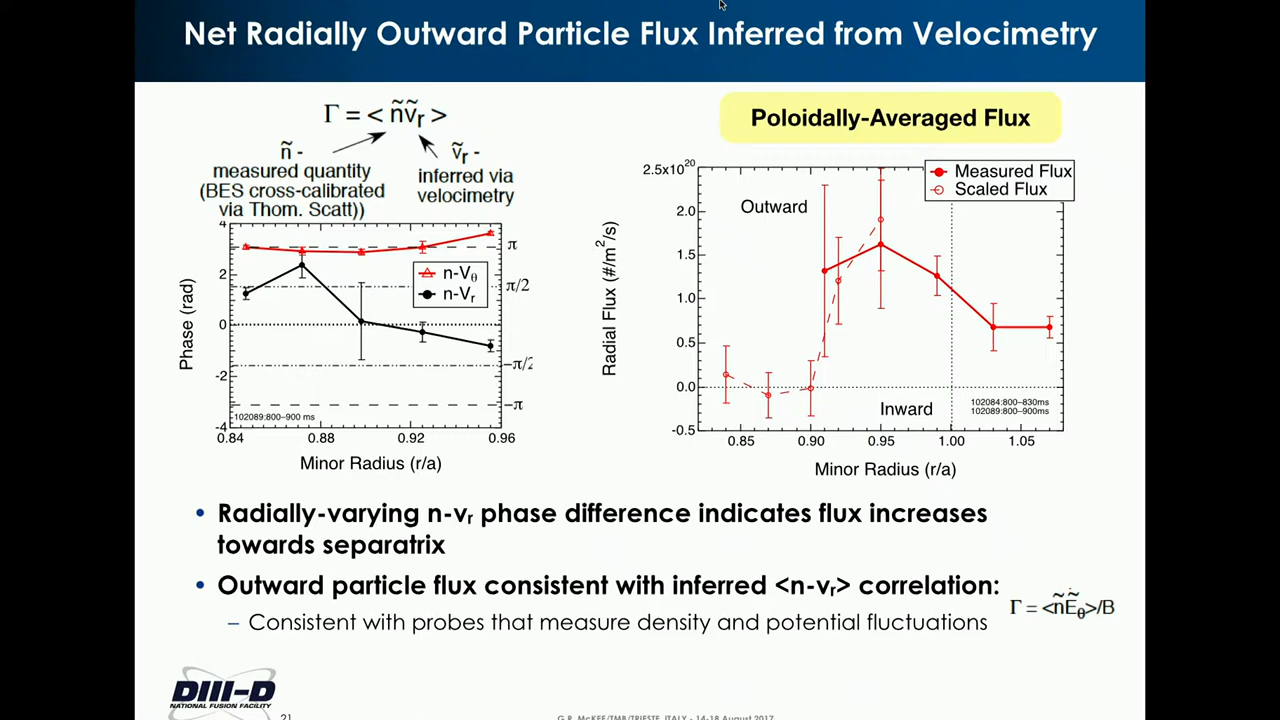 Net Radially Outward Particle Flux Inferred from Velocimetry
Γ = < ñṽᵣ >
ñ -
measured quantity
(BES cross-calibrated
via Thom. Scatt))
ṽᵣ -
inferred via
velocimetry
4
2
0
-2
-4
Phase (rad)
π
π/2
−π/2
−π
n-Vθ
n-Vᵣ
102089:800–900 ms
0.84
0.88
0.92
0.96
Minor Radius (r/a)
Poloidally-Averaged Flux
2.5x10²⁰
2.0
1.5
1.0
0.5
0.0
-0.5
Radial Flux (#/m²/s)
Measured Flux
Scaled Flux
Outward
Inward
102084:800-830ms
102089:800-900ms
0.85
0.90
0.95
1.00
1.05
Minor Radius (r/a)
• Radially-varying n-vᵣ phase difference indicates flux increases
towards separatrix
• Outward particle flux consistent with inferred <n-vᵣ> correlation:
Γ = <ñẼθ>/B
– Consistent with probes that measure density and potential fluctuations
DIII-D
NATIONAL FUSION FACILITY
21
G.R. McKEE/TMB/TRIESTE, ITALY - 14-18 August 2017